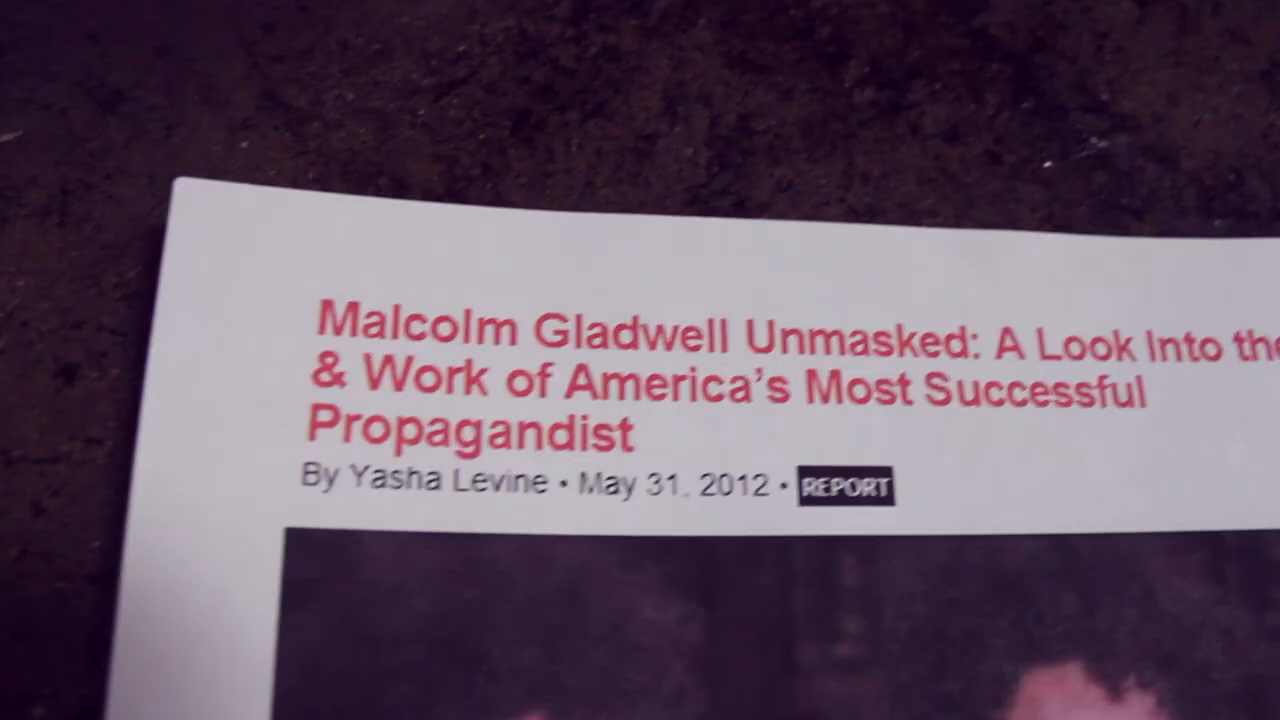 Malcolm Gladwell Unmasked: A Look Into the
& Work of America's Most Successful
Propagandist
By Yasha Levine • May 31, 2012 • REPORT